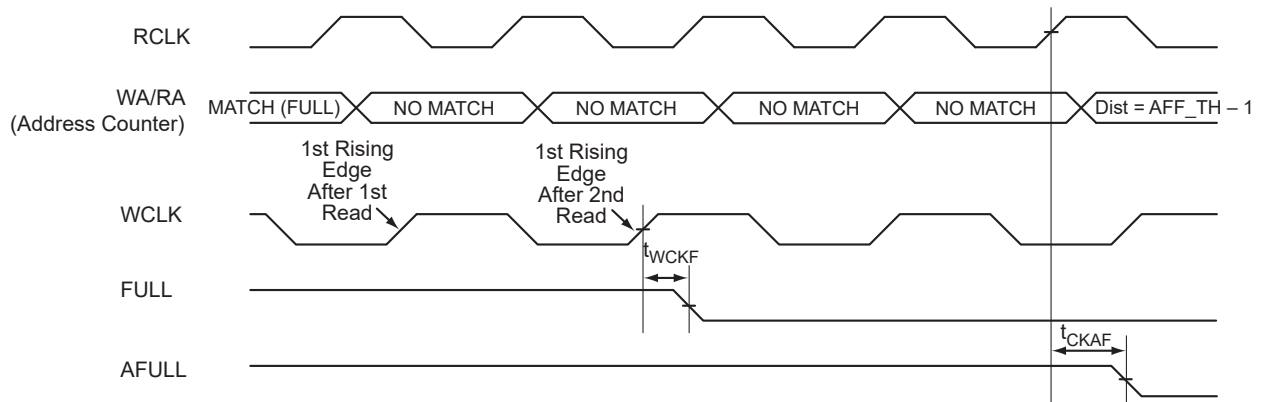 RCLK
WA/RA
(Address Counter)
MATCH (FULL)
NO MATCH
NO MATCH
NO MATCH
NO MATCH
Dist = AFF_TH – 1
1st Rising
Edge
After 1st
Read
1st Rising
Edge
After 2nd
Read
WCLK
tWCKF
FULL
tCKAF
AFULL